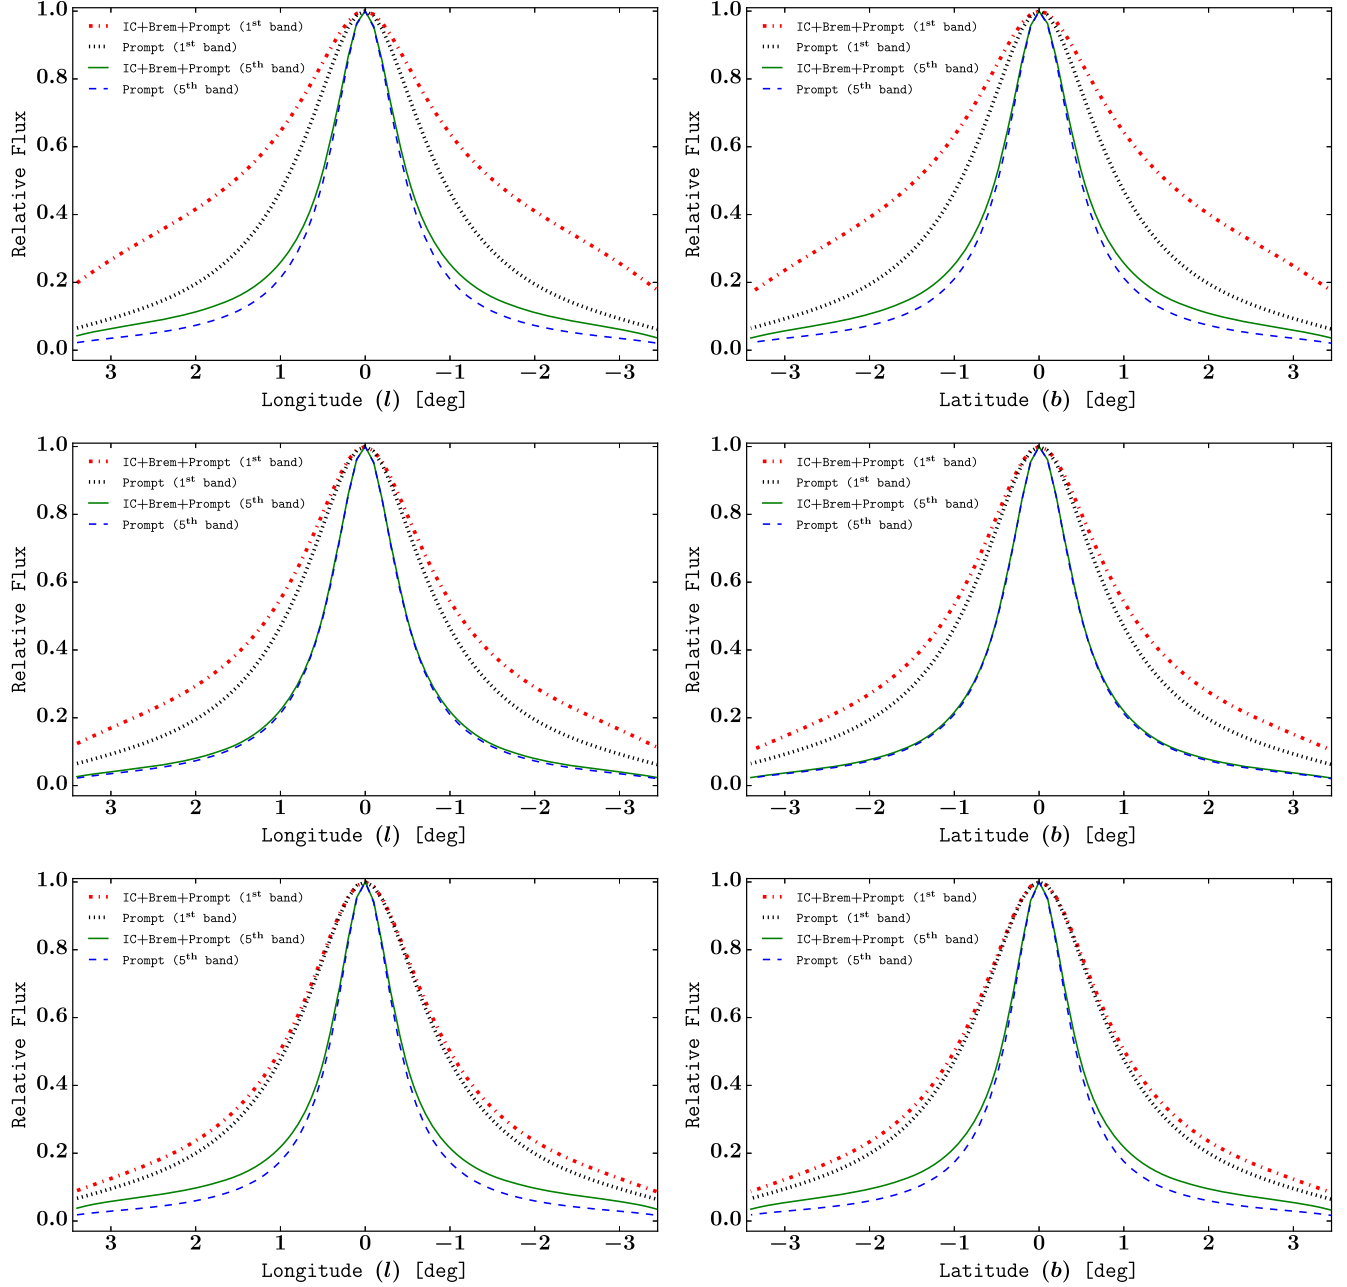 IC+Brem+Prompt (1st band)
Prompt (1st band)
IC+Brem+Prompt (5th band)
Prompt (5th band)
Relative Flux
1.0
0.8
0.6
0.4
0.2
0.0
3 2 1 0 −1 −2 −3
Longitude (l) [deg]
IC+Brem+Prompt (1st band)
Prompt (1st band)
IC+Brem+Prompt (5th band)
Prompt (5th band)
Relative Flux
1.0
0.8
0.6
0.4
0.2
0.0
−3 −2 −1 0 1 2 3
Latitude (b) [deg]
IC+Brem+Prompt (1st band)
Prompt (1st band)
IC+Brem+Prompt (5th band)
Prompt (5th band)
Relative Flux
1.0
0.8
0.6
0.4
0.2
0.0
3 2 1 0 −1 −2 −3
Longitude (l) [deg]
IC+Brem+Prompt (1st band)
Prompt (1st band)
IC+Brem+Prompt (5th band)
Prompt (5th band)
Relative Flux
1.0
0.8
0.6
0.4
0.2
0.0
−3 −2 −1 0 1 2 3
Latitude (b) [deg]
IC+Brem+Prompt (1st band)
Prompt (1st band)
IC+Brem+Prompt (5th band)
Prompt (5th band)
Relative Flux
1.0
0.8
0.6
0.4
0.2
0.0
3 2 1 0 −1 −2 −3
Longitude (l) [deg]
IC+Brem+Prompt (1st band)
Prompt (1st band)
IC+Brem+Prompt (5th band)
Prompt (5th band)
Relative Flux
1.0
0.8
0.6
0.4
0.2
0.0
−3 −2 −1 0 1 2 3
Latitude (b) [deg]